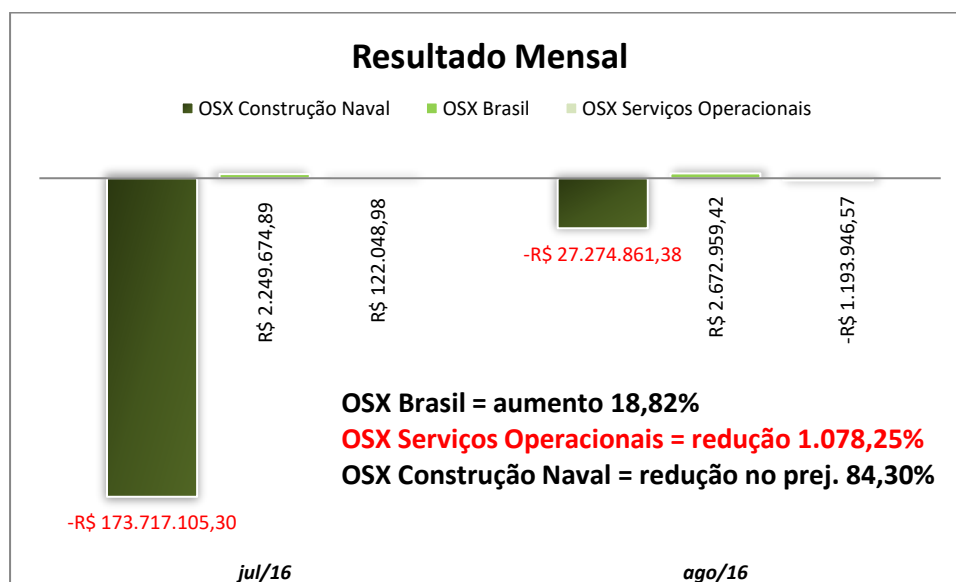 Resultado Mensal
OSX Construção Naval
OSX Brasil
OSX Serviços Operacionais
-R$ 173.717.105,30
R$ 2.249.674,89
R$ 122.048,98
-R$ 27.274.861,38
R$ 2.672.959,42
-R$ 1.193.946,57
OSX Brasil = aumento 18,82%
OSX Serviços Operacionais = redução 1.078,25%
OSX Construção Naval = redução no prej. 84,30%
jul/16
ago/16